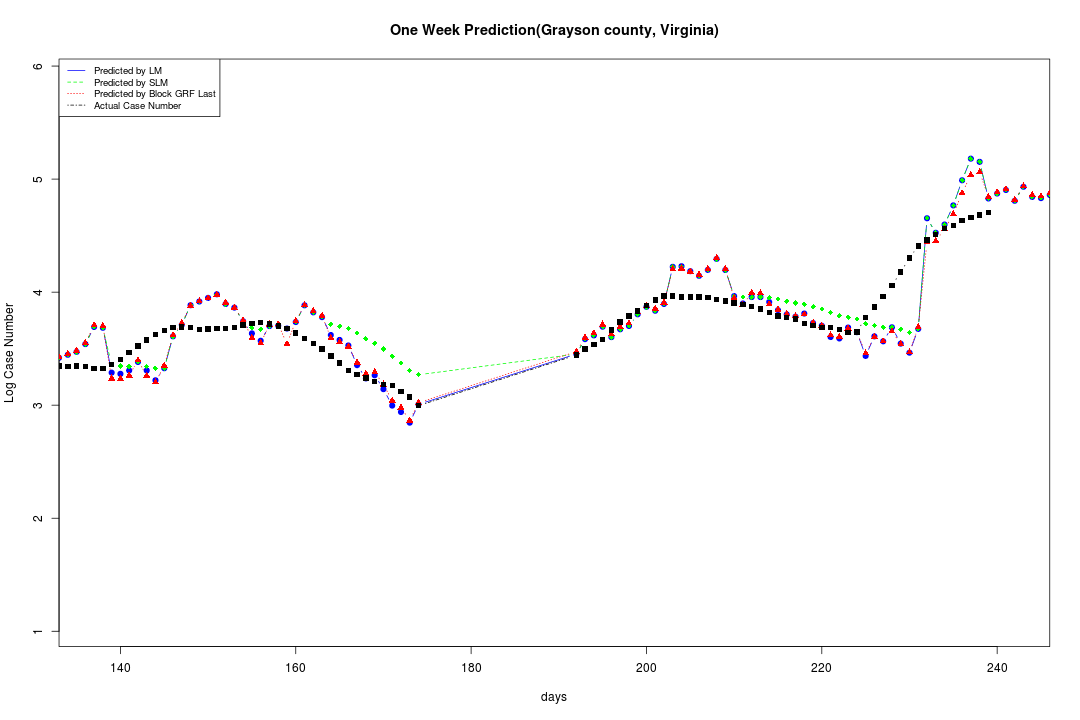 One Week Prediction(Grayson county, Virginia)
Predicted by LM
Predicted by SLM
Predicted by Block GRF Last
Actual Case Number
Log Case Number
6
5
4
3
2
1
140 160 180 200 220 240
days